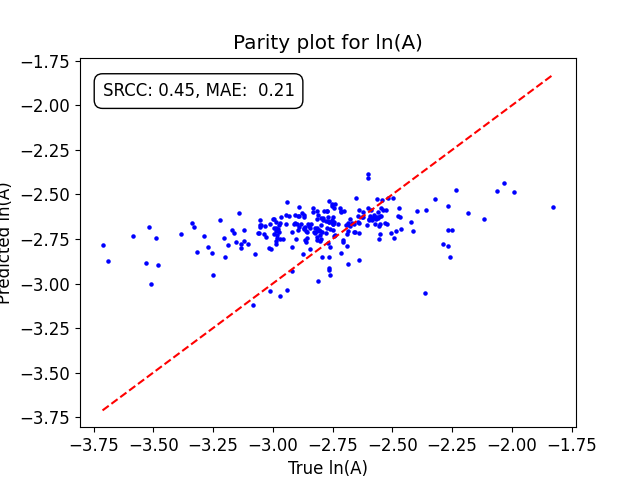 Parity plot for ln(A)
SRCC: 0.45, MAE:  0.21
Predicted ln(A)
−1.75
−2.00
−2.25
−2.50
−2.75
−3.00
−3.25
−3.50
−3.75
−3.75 −3.50 −3.25 −3.00 −2.75 −2.50 −2.25 −2.00 −1.75
True ln(A)